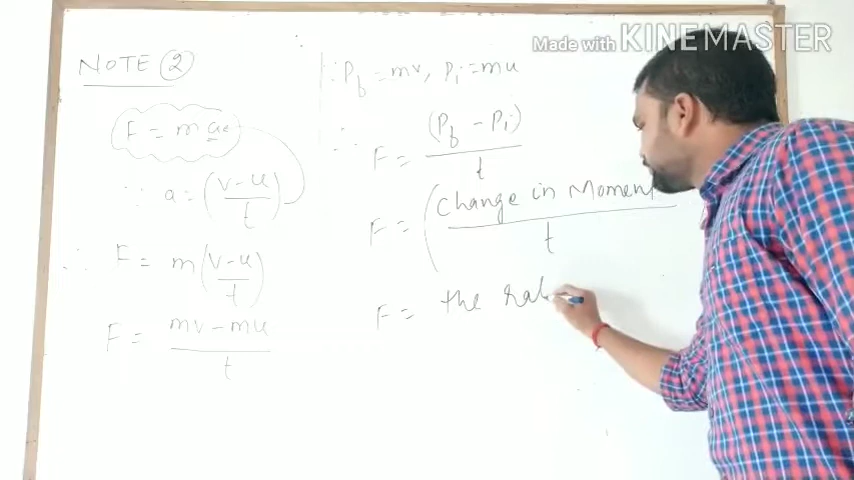 Made with KINEMASTER
NOTE 2
F = ma
∵ a = (v-u/t)
∴ F = m(v-u/t)
F = mv-mu/t
∵ Pf = mv, Pi = mu
∴ F = (Pf - Pi)/t
F = (Change in Moment/t
F = the rat